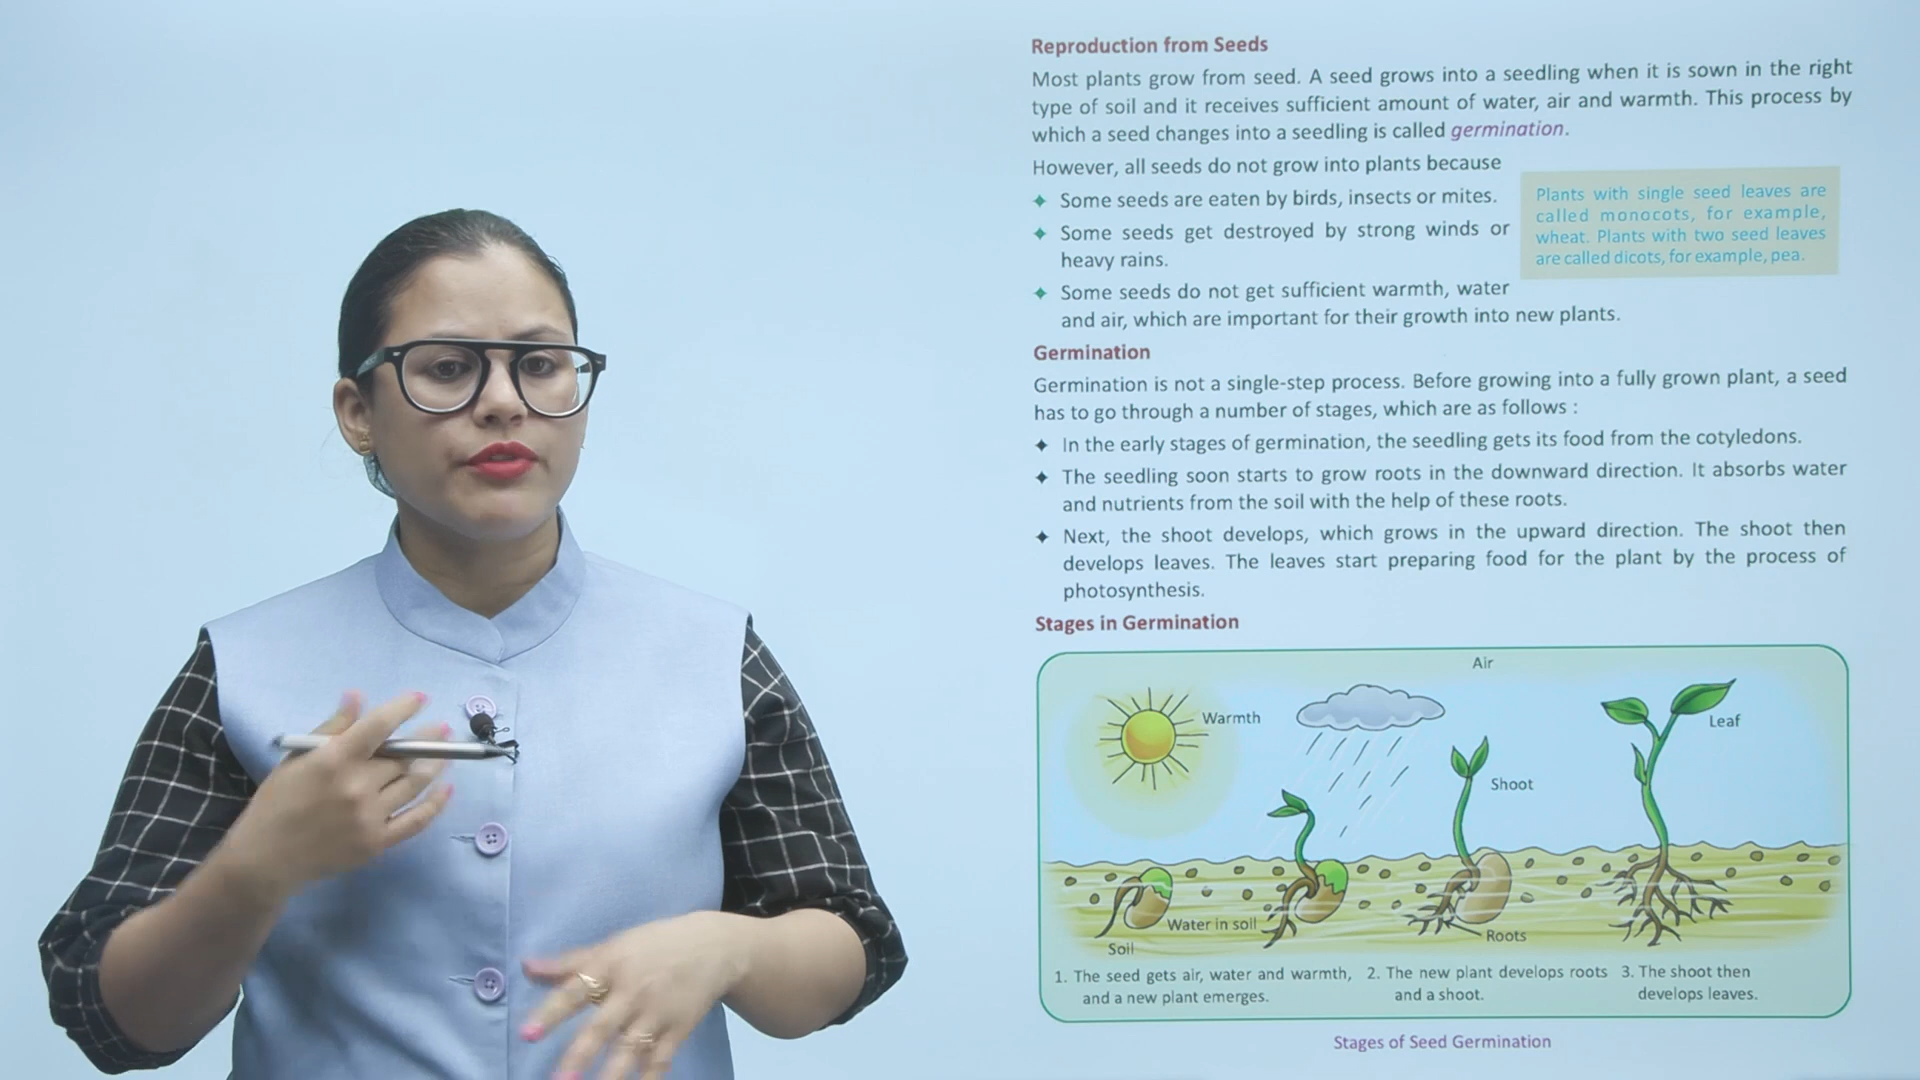 Reproduction from Seeds
Most plants grow from seed. A seed grows into a seedling when it is sown in the right
type of soil and it receives sufficient amount of water, air and warmth. This process by
which a seed changes into a seedling is called germination.
However, all seeds do not grow into plants because
✦ Some seeds are eaten by birds, insects or mites.
✦ Some seeds get destroyed by strong winds or
heavy rains.
✦ Some seeds do not get sufficient warmth, water
and air, which are important for their growth into new plants.
Plants with single seed leaves are
called monocots, for example,
wheat. Plants with two seed leaves
are called dicots, for example, pea.
Germination
Germination is not a single-step process. Before growing into a fully grown plant, a seed
has to go through a number of stages, which are as follows :
✦ In the early stages of germination, the seedling gets its food from the cotyledons.
✦ The seedling soon starts to grow roots in the downward direction. It absorbs water
and nutrients from the soil with the help of these roots.
✦ Next, the shoot develops, which grows in the upward direction. The shoot then
develops leaves. The leaves start preparing food for the plant by the process of
photosynthesis.
Stages in Germination
Air
Warmth
Leaf
Shoot
Water in soil
Roots
Soil
1. The seed gets air, water and warmth,
and a new plant emerges.
2. The new plant develops roots
and a shoot.
3. The shoot then
develops leaves.
Stages of Seed Germination